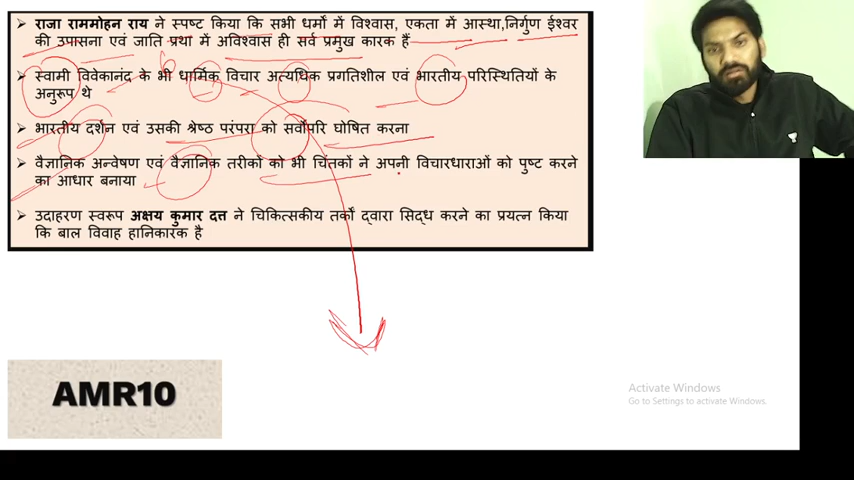 ➢ राजा राममोहन राय ने स्पष्ट किया कि सभी धर्मों में विश्वास, एकता में आस्था,निर्गुण ईश्वर
की उपासना एवं जाति प्रथा में अविश्वास ही सर्व प्रमुख कारक हैं
➢ स्वामी विवेकानंद के भी धार्मिक विचार अत्यधिक प्रगतिशील एवं भारतीय परिस्थितियों के
अनुरूप थे
➢ भारतीय दर्शन एवं उसकी श्रेष्ठ परंपरा को सर्वोपरि घोषित करना
➢ वैज्ञानिक अन्वेषण एवं वैज्ञानिक तरीकों को भी चिंतकों ने अपनी विचारधाराओं को पुष्ट करने
का आधार बनाया
➢ उदाहरण स्वरूप अक्षय कुमार दत्त ने चिकित्सकीय तर्कों द्वारा सिद्ध करने का प्रयत्न किया
कि बाल विवाह हानिकारक है
AMR10
Activate Windows
Go to Settings to activate Windows.